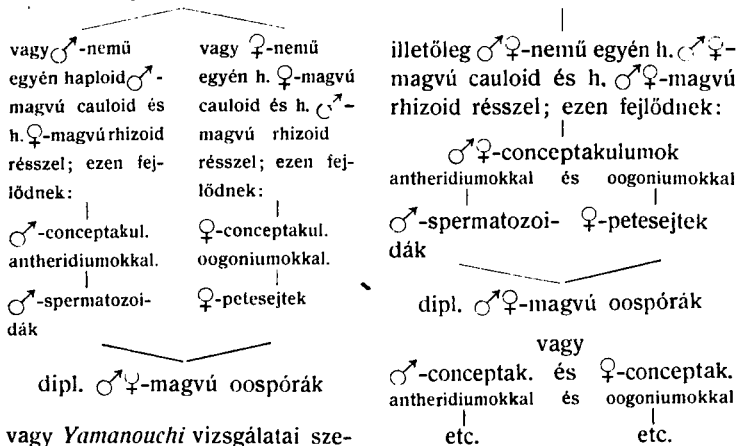 vagy ♂-nemű
egyén haploid ♂-
magvú cauloid és
h. ♀-magvú rhizoid
résszel; ezen fej-
lődnek:
♂-conceptakul.
antheridiumokkal.
♂-spermatozoi-
dák
vagy ♀-nemű
egyén h. ♀-magvú
cauloid és h. ♂-
magvú rhizoid
résszel; ezen fej-
lődnek:
♀-conceptakul.
oogoniumokkal.
♀-petesejtek
dipl. ♂♀-magvú oospórák
vagy Yamanouchi vizsgálatai sze-
illetőleg ♂♀-nemű egyén h. ♂♀-
magvú cauloid és h. ♂♀-magvú
rhizoid résszel; ezen fejlődnek:
♂♀-conceptakulumok
antheridiumokkal és oogoniumokkal
♂-spermatozoi- ♀-petesejtek
dák
dipl. ♂♀-magvú oospórák
vagy
♂-conceptak. és ♀-conceptak.
antheridiumokkal és oogoniumokkal
etc. etc.